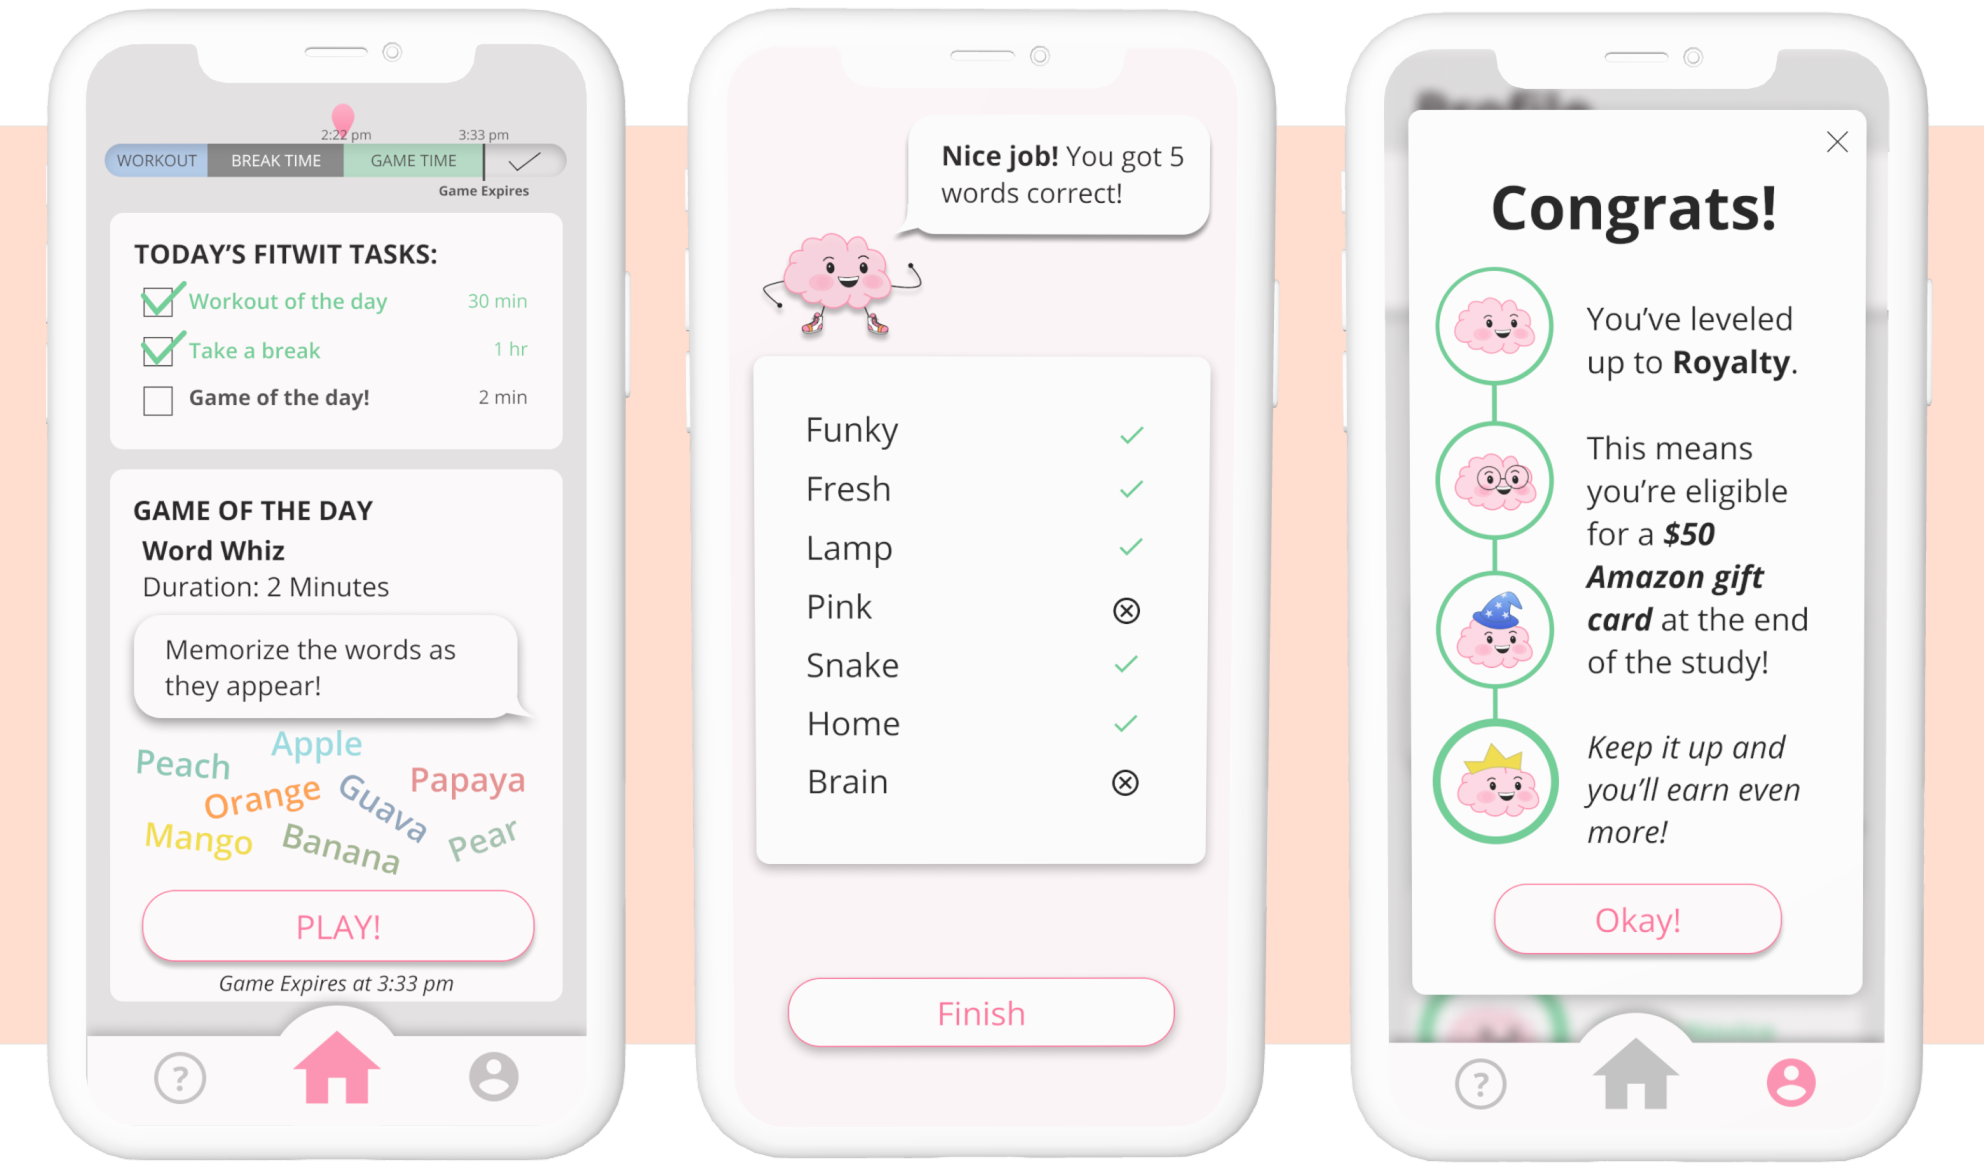 2:22 pm
3:33 pm
WORKOUT
BREAK TIME
GAME TIME
Game Expires
TODAY'S FITWIT TASKS:
Workout of the day 30 min
Take a break 1 hr
Game of the day! 2 min
GAME OF THE DAY
Word Whiz
Duration: 2 Minutes
Memorize the words as
they appear!
Apple
Peach
Papaya
Orange
Guava
Mango
Banana
Pear
PLAY!
Game Expires at 3:33 pm
?
Nice job! You got 5
words correct!
Funky
Fresh
Lamp
Pink
Snake
Home
Brain
Finish
Profile
Congrats!
You've leveled
up to Royalty.
This means
you're eligible
for a $50
Amazon gift
card at the end
of the study!
Keep it up and
you'll earn even
more!
Okay!
?